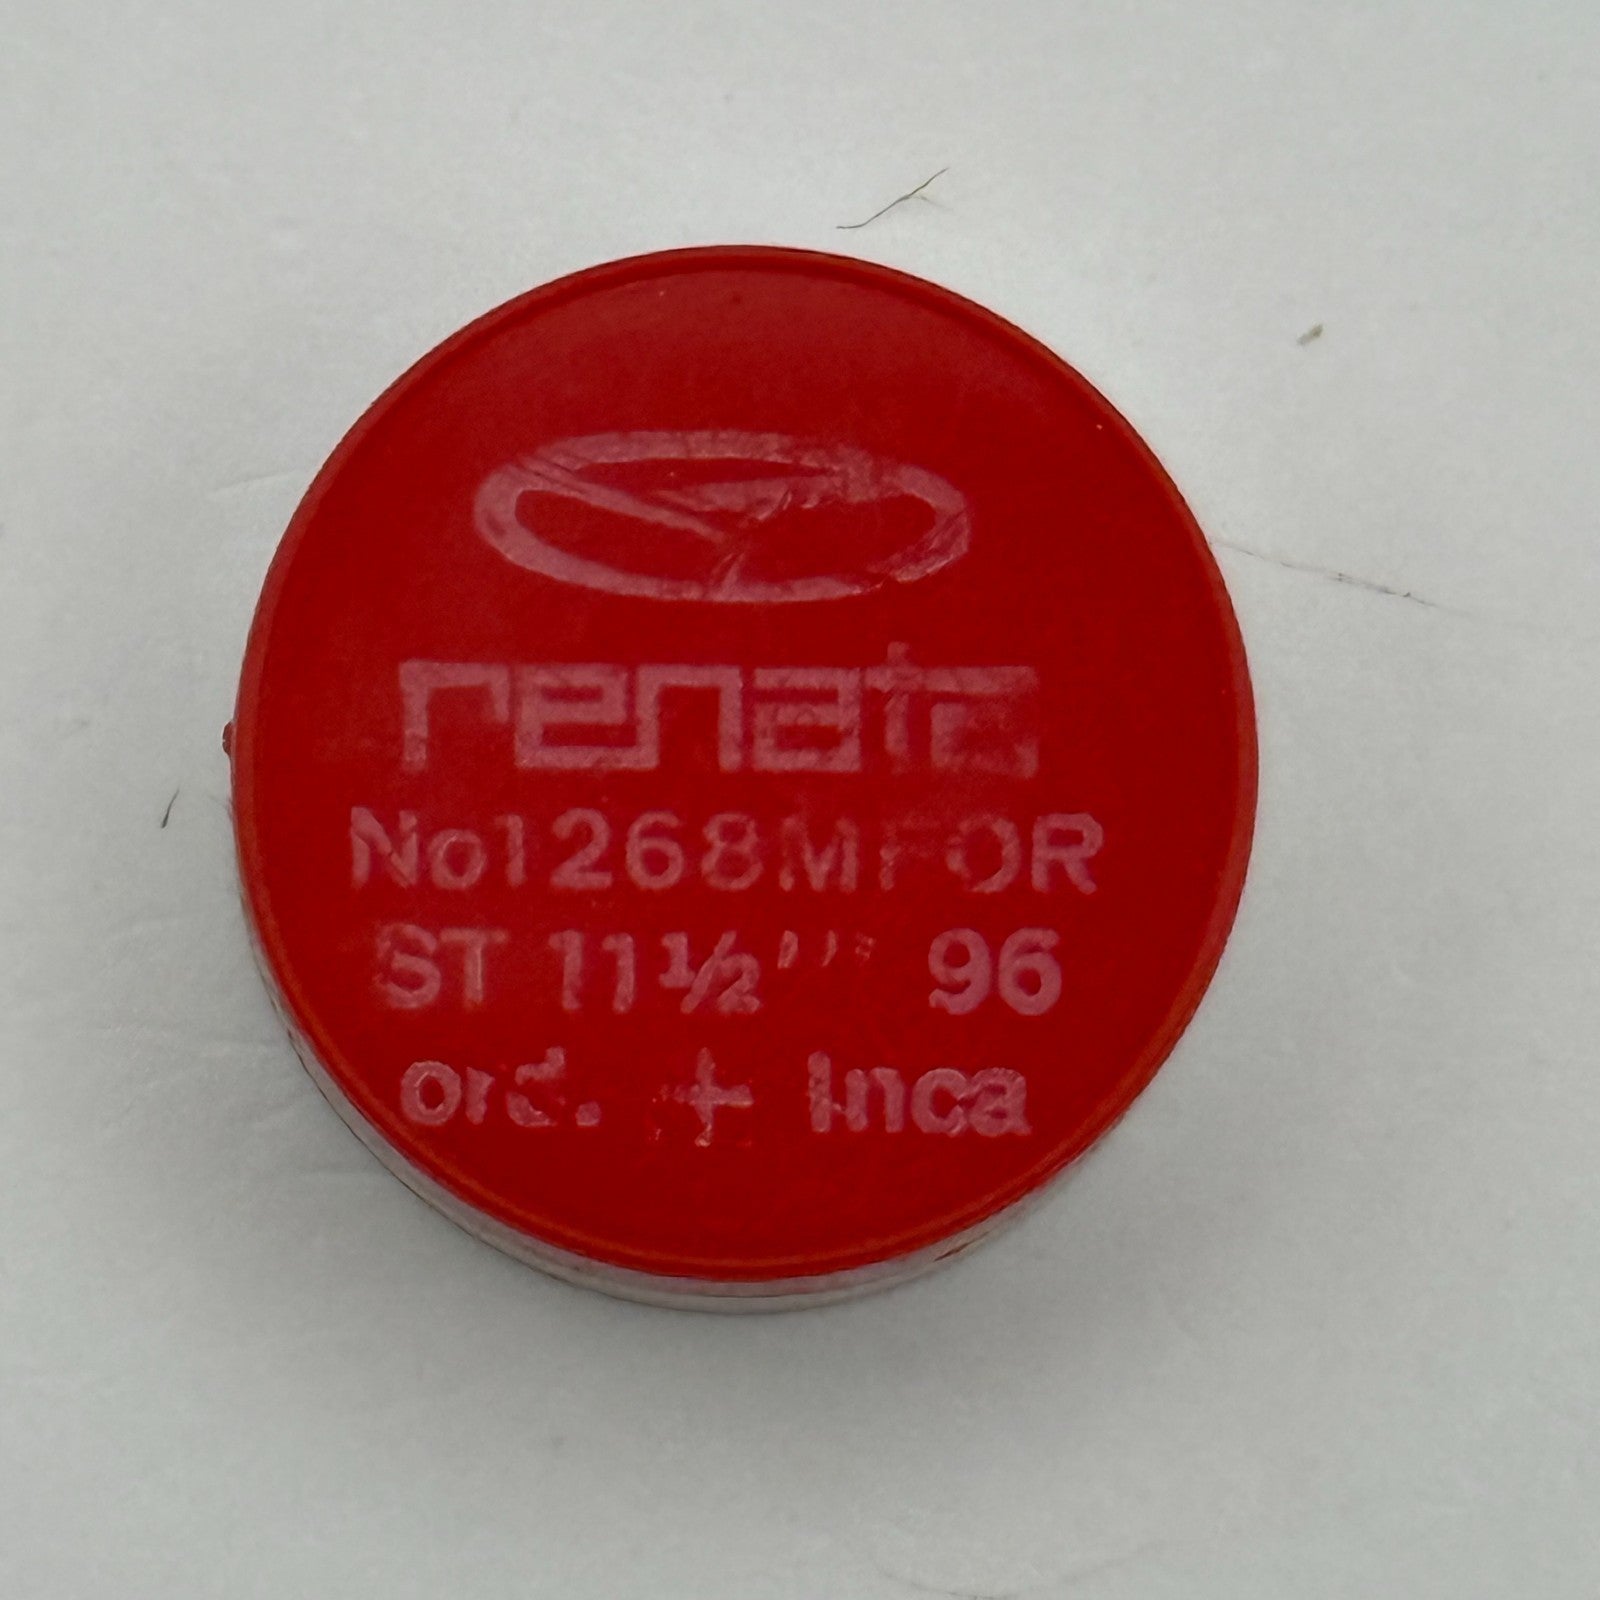 renata
No1268MFOR
ST 11½''' 96
ord. + Inca